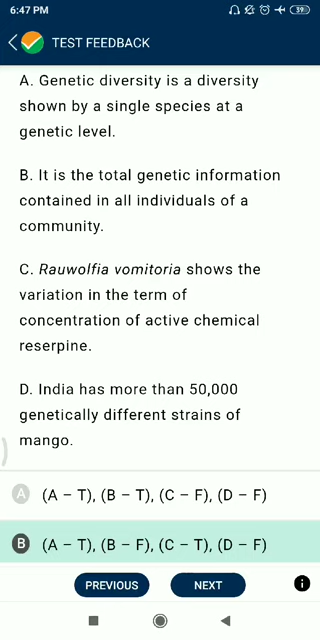 6:47 PM
39
TEST FEEDBACK
A. Genetic diversity is a diversity
shown by a single species at a
genetic level.
B. It is the total genetic information
contained in all individuals of a
community.
C. Rauwolfia vomitoria shows the
variation in the term of
concentration of active chemical
reserpine.
D. India has more than 50,000
genetically different strains of
mango.
A (A – T), (B – T), (C – F), (D – F)
B (A – T), (B – F), (C – T), (D – F)
PREVIOUS NEXT